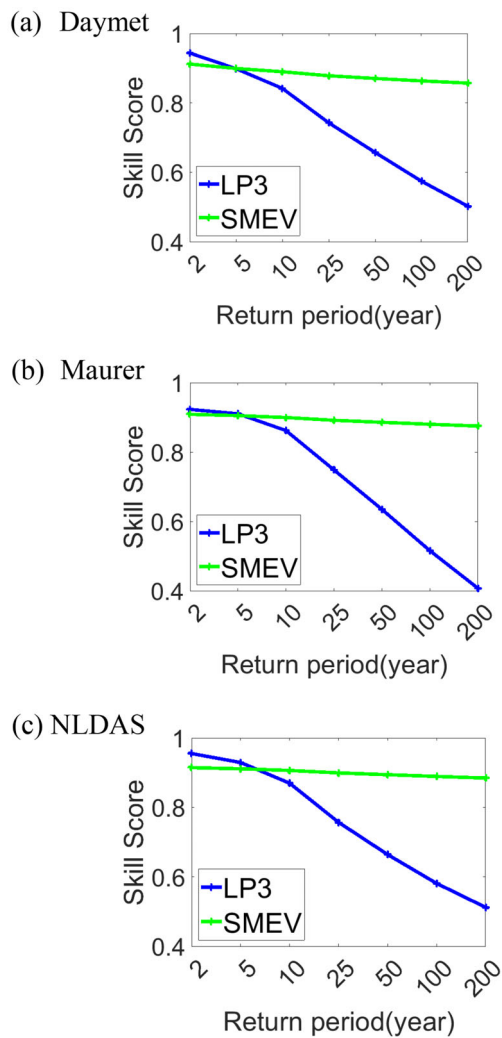 (a) Daymet
1
0.8
0.6
0.4
Skill Score
LP3
SMEV
2 5 10 25 50 100 200
Return period(year)
(b) Maurer
1
0.8
0.6
0.4
Skill Score
LP3
SMEV
2 5 10 25 50 100 200
Return period(year)
(c) NLDAS
1
0.8
0.6
0.4
Skill Score
LP3
SMEV
2 5 10 25 50 100 200
Return period(year)